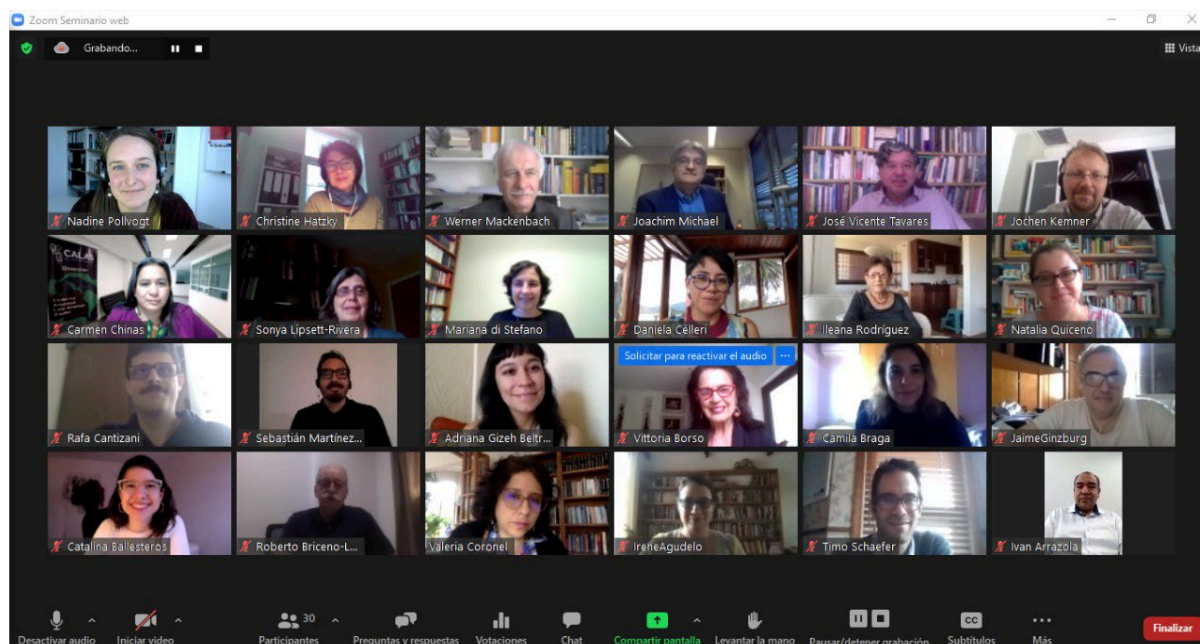 Zoom Seminario web
Grabando...
Vista
Nadine Pollvogt
Christine Hatzky
Werner Mackenbach
Joachim Michael
José Vicente Tavares
Jochen Kemner
CALAS
Carmen Chinas
Sonya Lipsett-Rivera
Mariana di Stefano
Daniela Célleri
Ileana Rodríguez
Natalia Quiceno
Solicitar para reactivar el audio
Rafa Cantizani
Sebastián Martínez...
Adriana Gizeh Beltr...
Vittoria Borso
Camila Braga
JaimeGinzburg
Catalina Ballesteros
Roberto Briceno-L...
Valeria Coronel
IreneAgudelo
Timo Schaefer
Ivan Arrazola
30
CC
Desactivar audio
Iniciar video
Participantes
Preguntas y respuestas
Votaciones
Chat
Compartir pantalla
Levantar la mano
Pausar/detener grabación
Subtítulos
Más
Finalizar